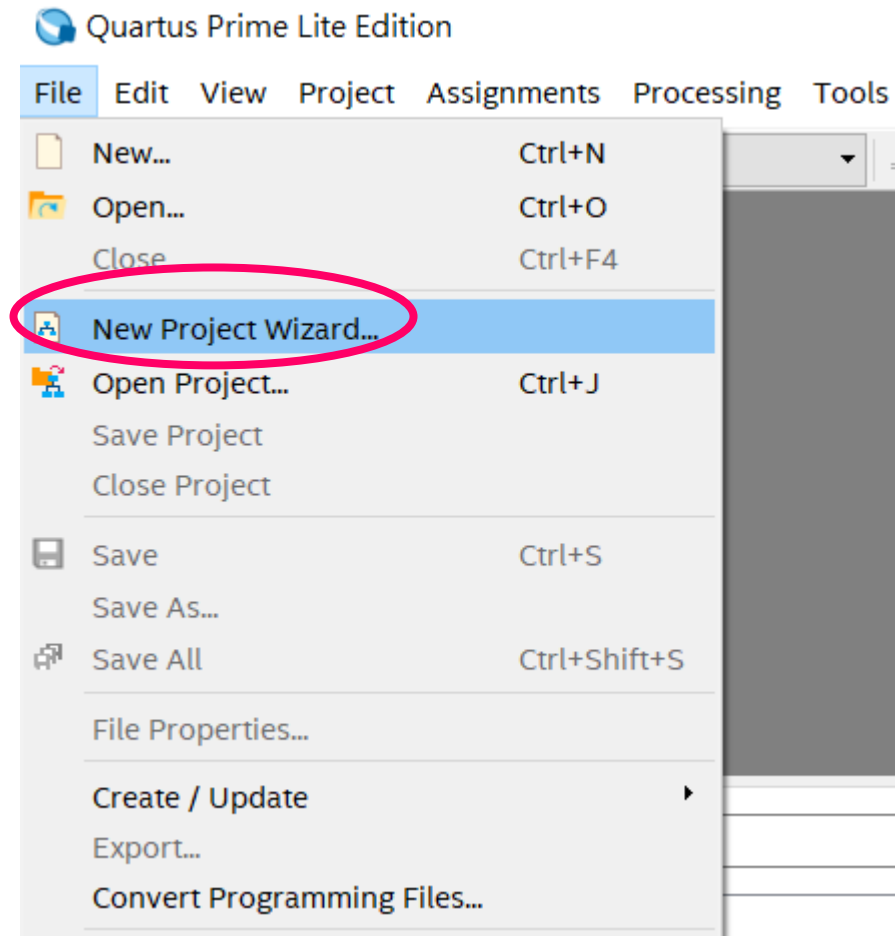 Quartus Prime Lite Edition
File Edit View Project Assignments Processing Tools
New... Ctrl+N
Open... Ctrl+O
Close Ctrl+F4
New Project Wizard...
Open Project... Ctrl+J
Save Project
Close Project
Save Ctrl+S
Save As...
Save All Ctrl+Shift+S
File Properties...
Create / Update
Export...
Convert Programming Files...